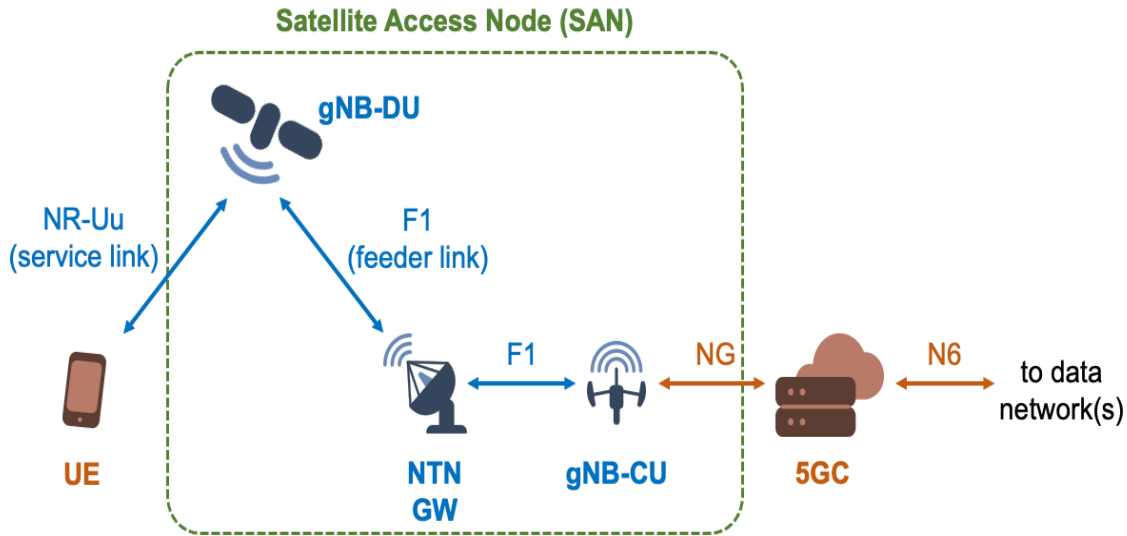 Satellite Access Node (SAN)
gNB-DU
NR-Uu
(service link)
F1
(feeder link)
F1
NG
N6
to data
network(s)
UE
NTN
GW
gNB-CU
5GC